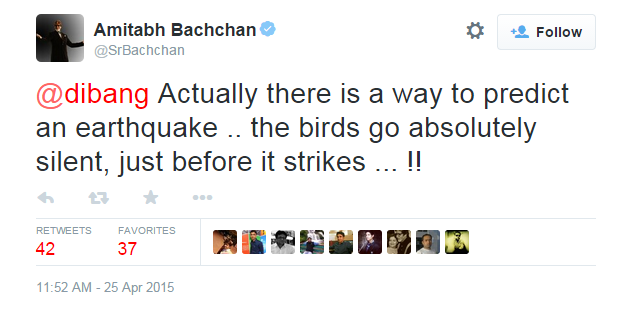 Amitabh Bachchan
@SrBachchan
Follow
@dibang Actually there is a way to predict
an earthquake .. the birds go absolutely
silent, just before it strikes ... !!
RETWEETS FAVORITES
42 37
11:52 AM - 25 Apr 2015